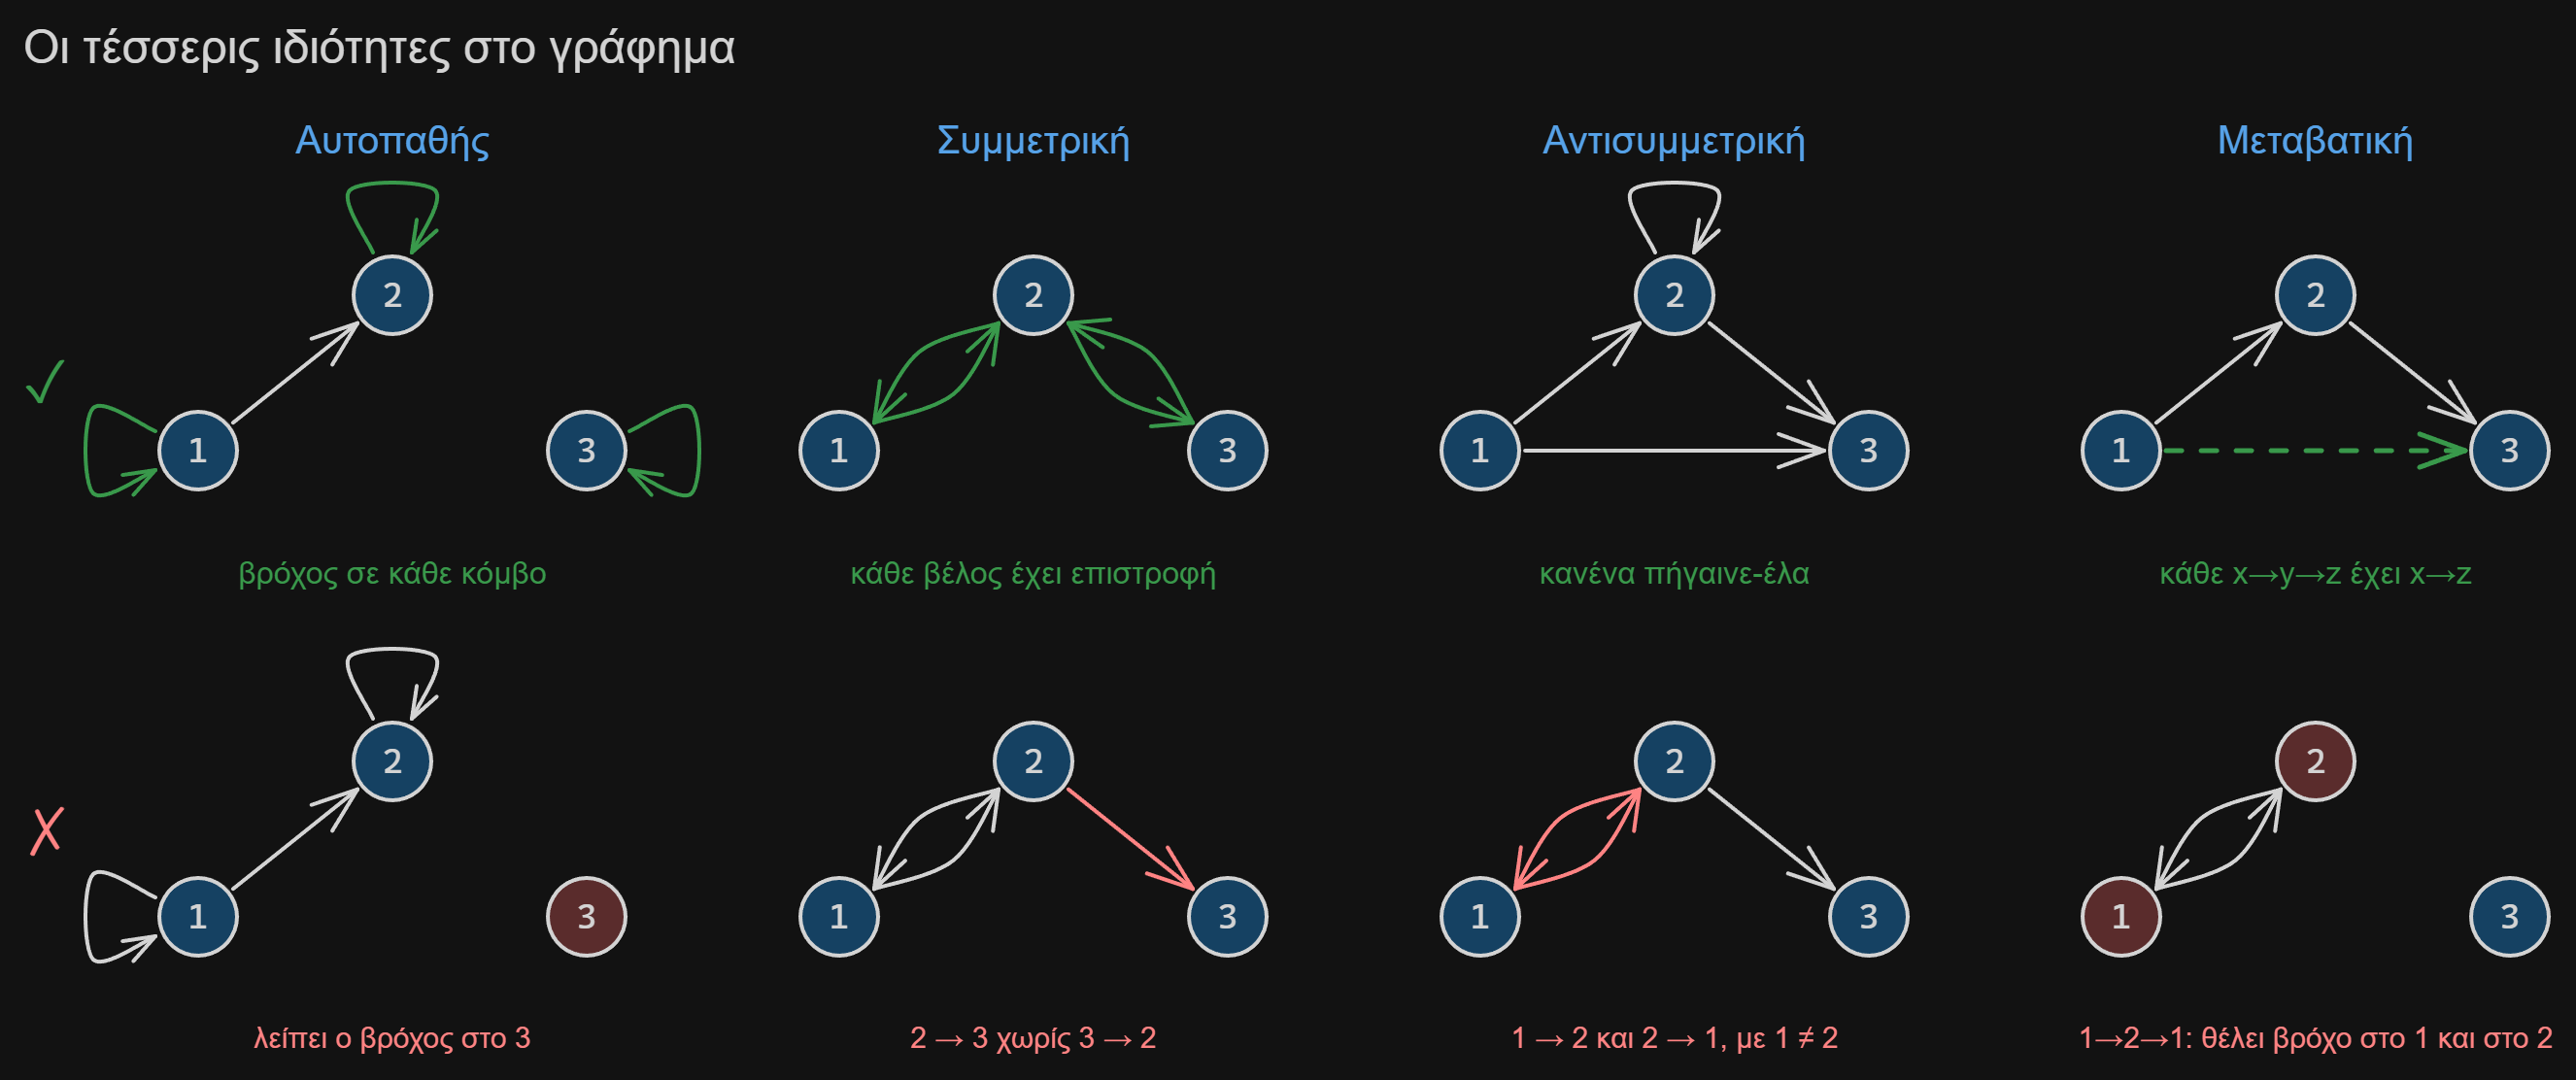 Οι τέσσερις ιδιότητες στο γράφημα
Αυτοπαθής
Συμμετρική
Αντισυμμετρική
Μεταβατική
2
1
3
2
1
3
2
1
3
2
1
3
βρόχος σε κάθε κόμβο
κάθε βέλος έχει επιστροφή
κανένα πήγαινε-έλα
κάθε x→y→z έχει x→z
2
1
3
2
1
3
2
1
3
2
1
3
λείπει ο βρόχος στο 3
2 → 3 χωρίς 3 → 2
1 → 2 και 2 → 1, με 1 ≠ 2
1→2→1: θέλει βρόχο στο 1 και στο 2